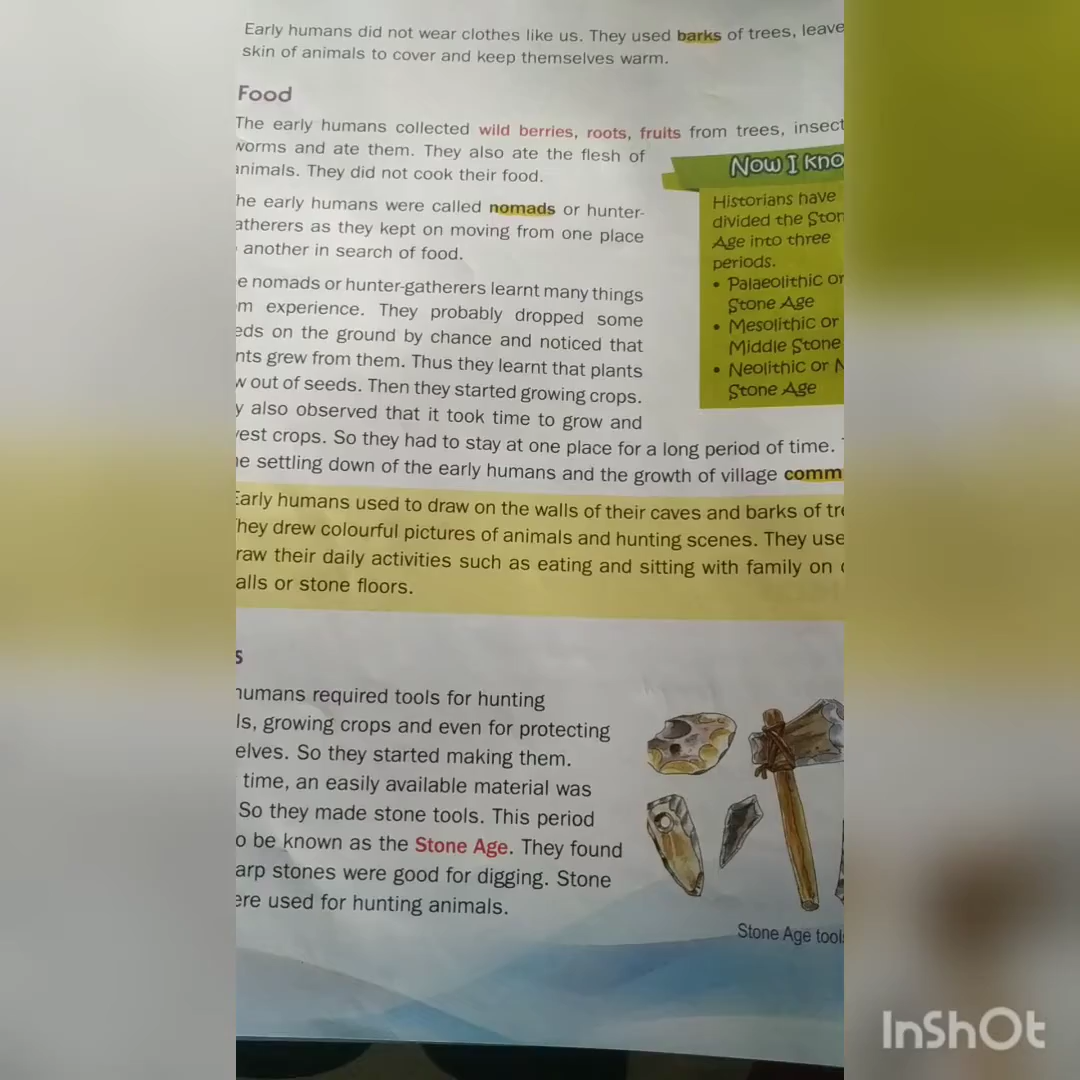 Early humans did not wear clothes like us. They used barks of trees, leave
skin of animals to cover and keep themselves warm.
Food
The early humans collected wild berries, roots, fruits from trees, insect
worms and ate them. They also ate the flesh of
animals. They did not cook their food.
he early humans were called nomads or hunter-
atherers as they kept on moving from one place
another in search of food.
e nomads or hunter-gatherers learnt many things
m experience. They probably dropped some
eds on the ground by chance and noticed that
nts grew from them. Thus they learnt that plants
w out of seeds. Then they started growing crops.
y also observed that it took time to grow and
vest crops. So they had to stay at one place for a long period of time.
he settling down of the early humans and the growth of village comm
Now I kno
Historians have
divided the Ston
Age into three
periods.
• Palaeolithic or
Stone Age
• Mesolithic or
Middle Stone
• Neolithic or N
Stone Age
Early humans used to draw on the walls of their caves and barks of tre
They drew colourful pictures of animals and hunting scenes. They use
raw their daily activities such as eating and sitting with family on c
alls or stone floors.
s
humans required tools for hunting
ls, growing crops and even for protecting
elves. So they started making them.
time, an easily available material was
So they made stone tools. This period
o be known as the Stone Age. They found
arp stones were good for digging. Stone
ere used for hunting animals.
Stone Age tools
InShOt